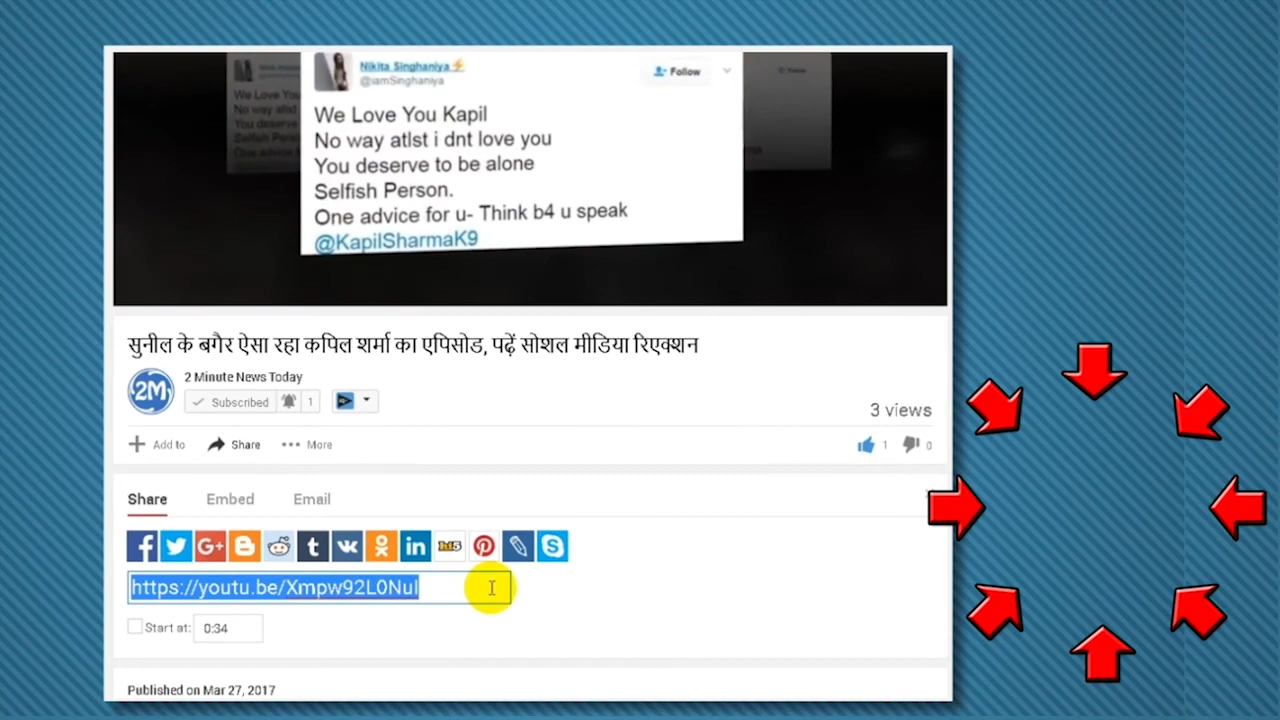 Nikita Singhaniya⚡
@iamSinghaniya
Follow
We Love You Kapil
No way atlst i dnt love you
You deserve to be alone
Selfish Person.
One advice for u- Think b4 u speak
@KapilSharmaK9
सुनील के बगैर ऐसा रहा कपिल शर्मा का एपिसोड, पढ़ें सोशल मीडिया रिएक्शन
2M
2 Minute News Today
Subscribed 1
3 views
Add to Share More 1 0
Share Embed Email
https://youtu.be/Xmpw92L0NuI
Start at: 0:34
Published on Mar 27, 2017